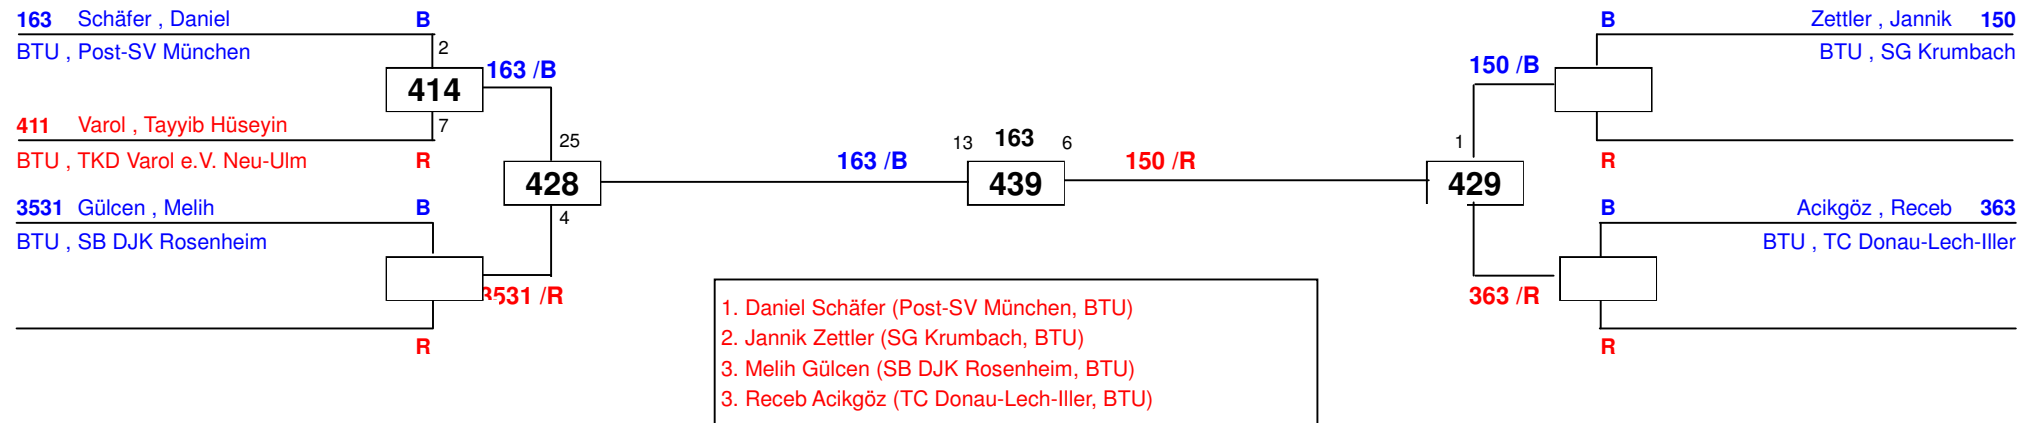 163 Schäfer , Daniel B
BTU , Post-SV München
2
163 /B
414
411 Varol , Tayyib Hüseyin
7
BTU , TKD Varol e.V. Neu-Ulm R
25
428
4
3531 Gülcen , Melih B
BTU , SB DJK Rosenheim
3531 /R
R
163 /B
13 163 6
439
150 /R
B Zettler , Jannik 150
BTU , SG Krumbach
150 /B
1
R
429
B Acikgöz , Receb 363
BTU , TC Donau-Lech-Iller
363 /R
R
1. Daniel Schäfer (Post-SV München, BTU)
2. Jannik Zettler (SG Krumbach, BTU)
3. Melih Gülcen (SB DJK Rosenheim, BTU)
3. Receb Acikgöz (TC Donau-Lech-Iller, BTU)